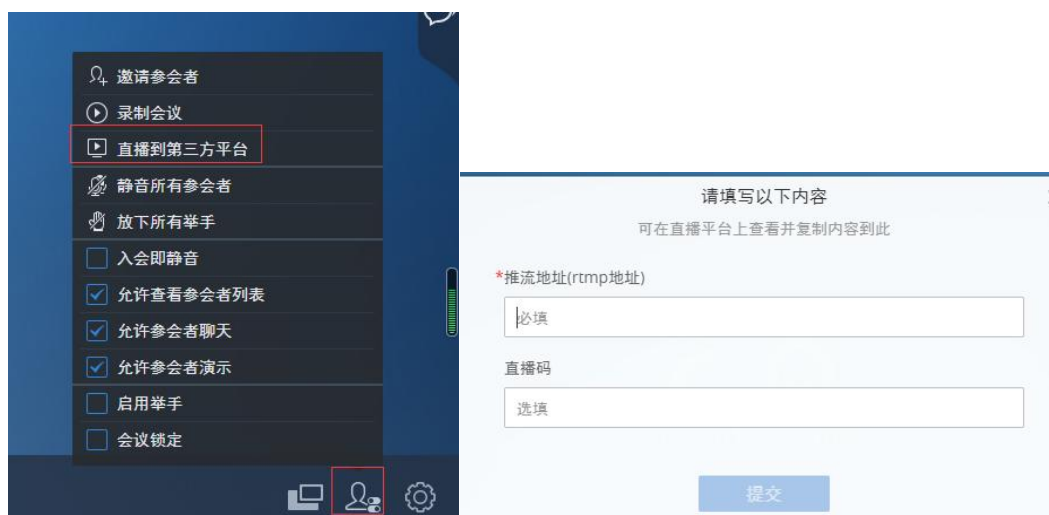 邀请参会者
录制会议
直播到第三方平台
静音所有参会者
放下所有举手
入会即静音
允许查看参会者列表
允许参会者聊天
允许参会者演示
启用举手
会议锁定
请填写以下内容
可在直播平台上查看并复制内容到此
*推流地址(rtmp地址)
必填
直播码
选填
提交